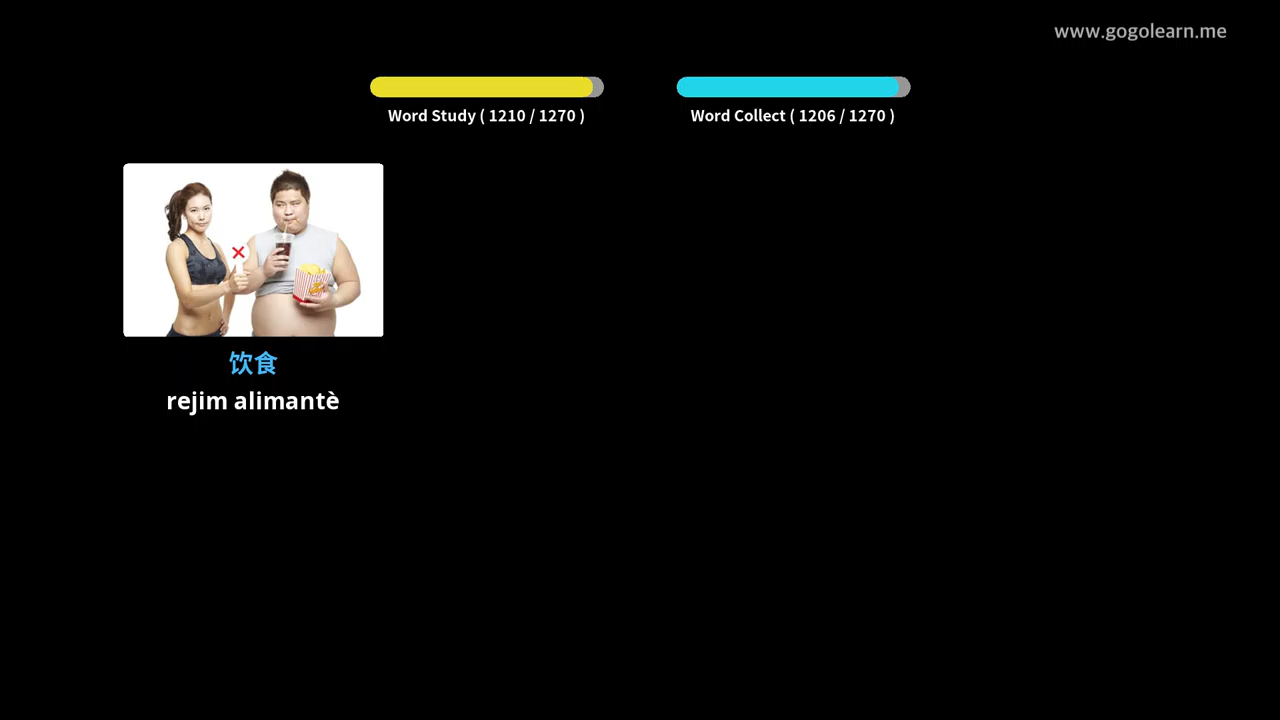 www.gogolearn.me
Word Study ( 1210 / 1270 )
Word Collect ( 1206 / 1270 )
饮食
rejim alimantè